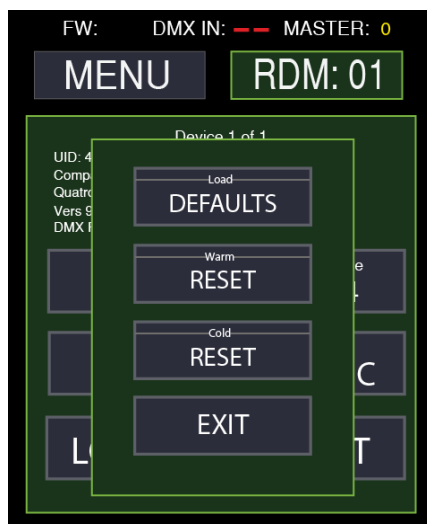 FW: DMX IN: -- MASTER: 0
MENU RDM: 01
Device 1 of 1
UID: 4
Comp
Quatr
Vers 9
DMX
Load
DEFAULTS
Warm
RESET
Cold
RESET
EXIT
C
L
T